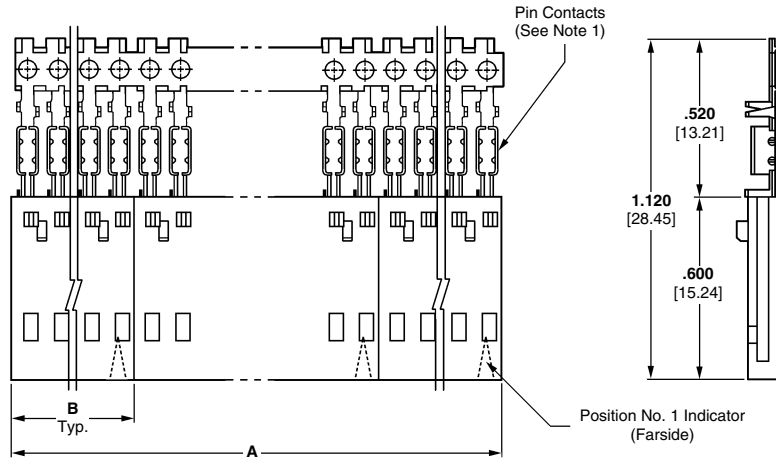 Pin Contacts
(See Note 1)
.520
[13.21]
1.120
[28.45]
.600
[15.24]
B
Typ.
A
Position No. 1 Indicator
(Farside)